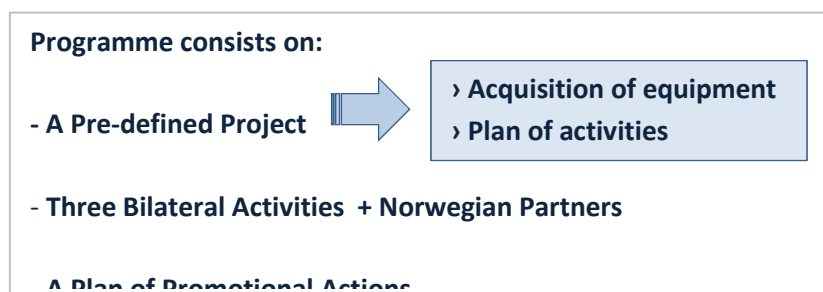 Programme consists on:
› Acquisition of equipment
› Plan of activities
- A Pre-defined Project
- Three Bilateral Activities + Norwegian Partners
A Plan of Promotional Actions